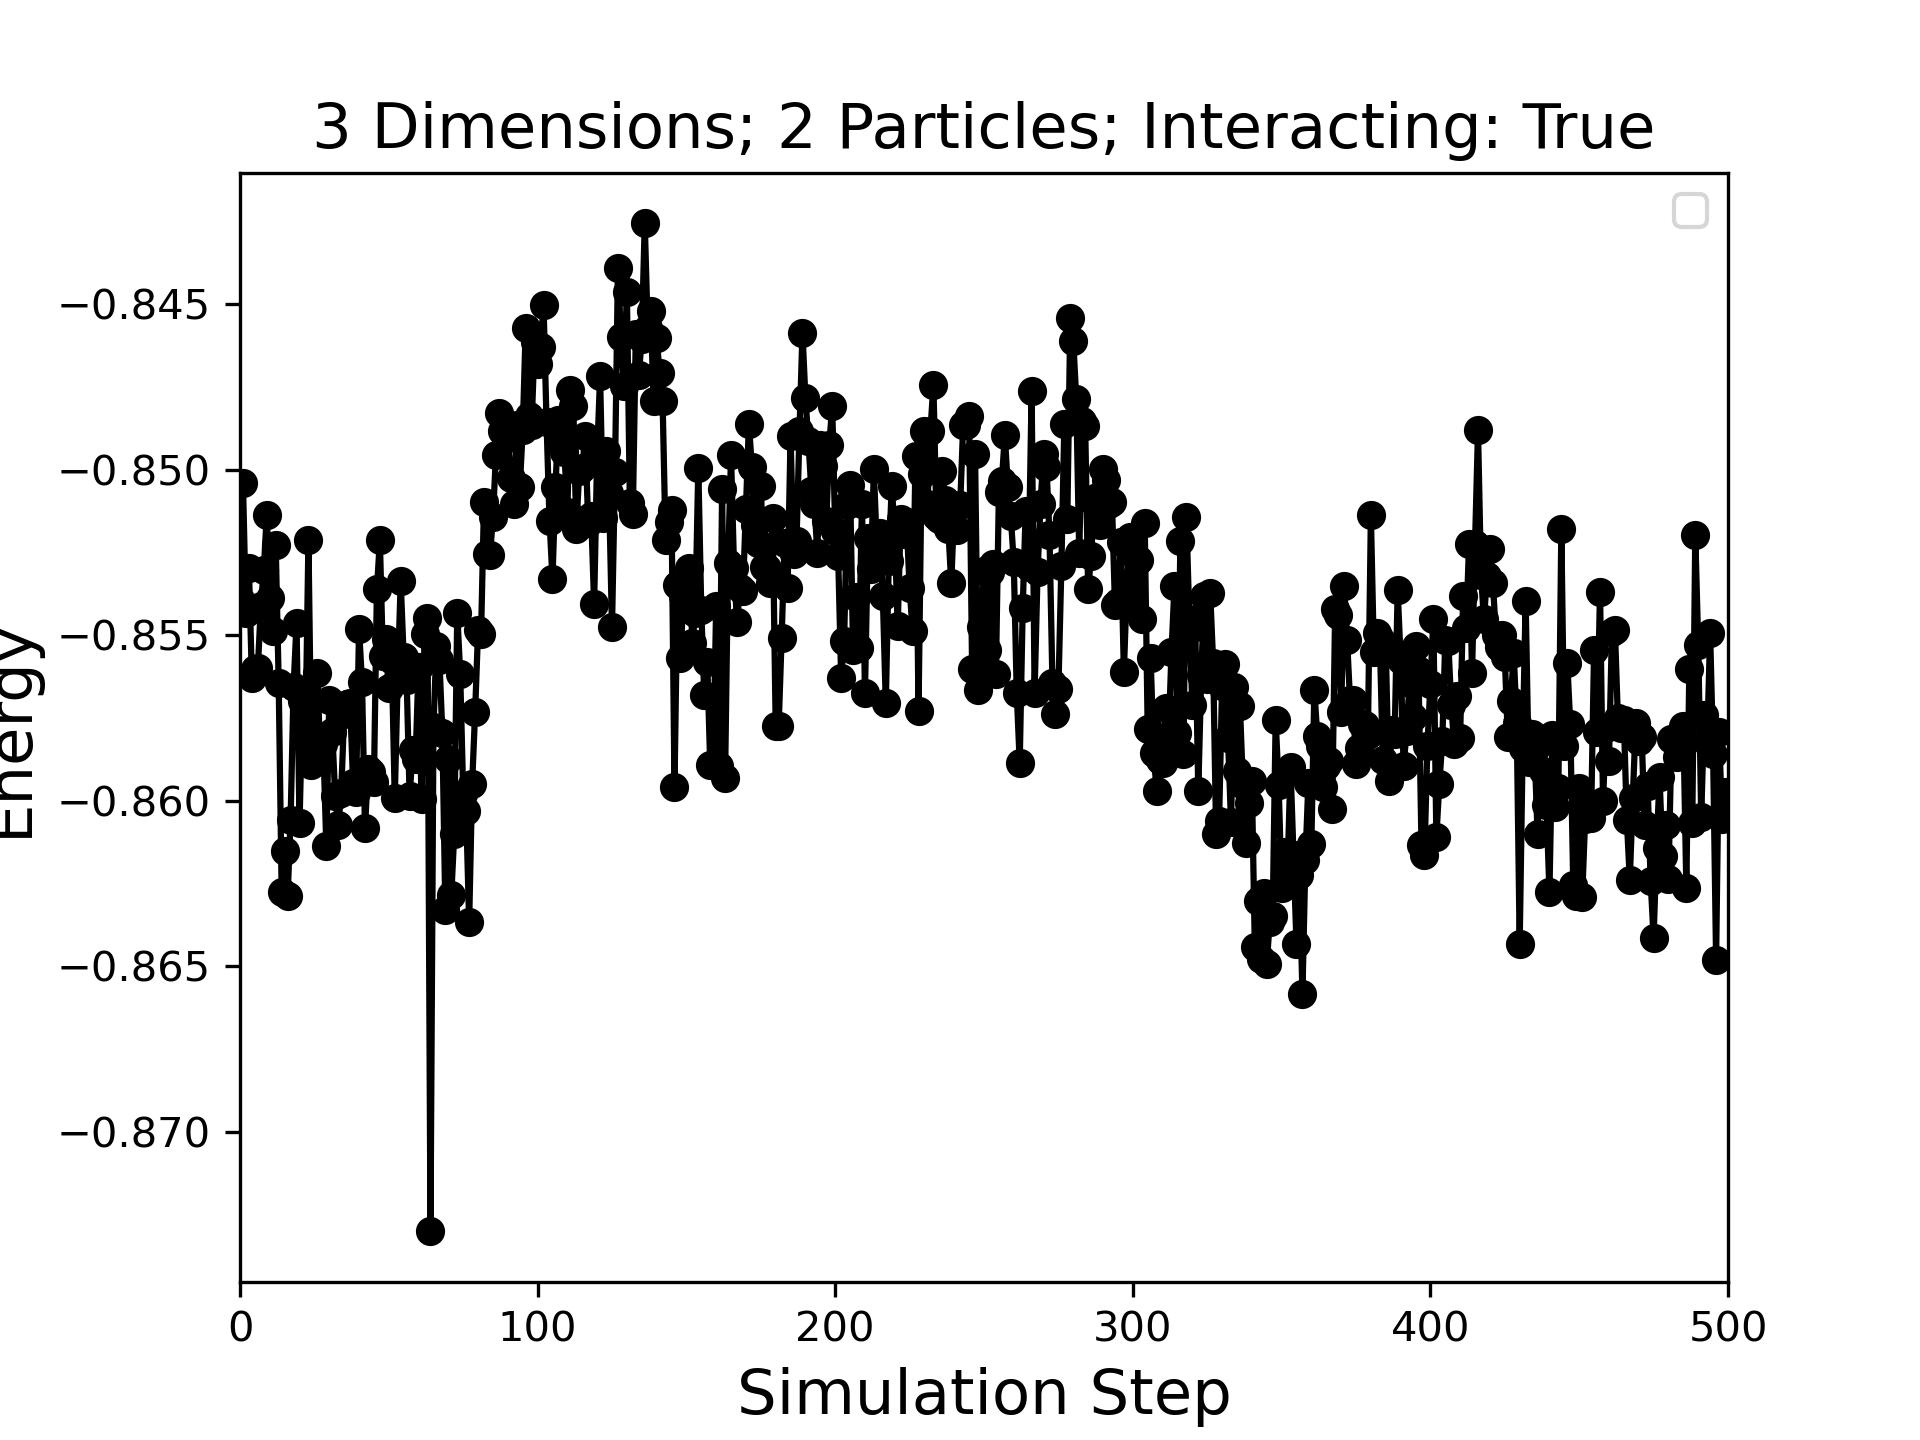 3 Dimensions; 2 Particles; Interacting: True
−0.845
−0.850
−0.855
−0.860
−0.865
−0.870
Energy
0 100 200 300 400 500
Simulation Step